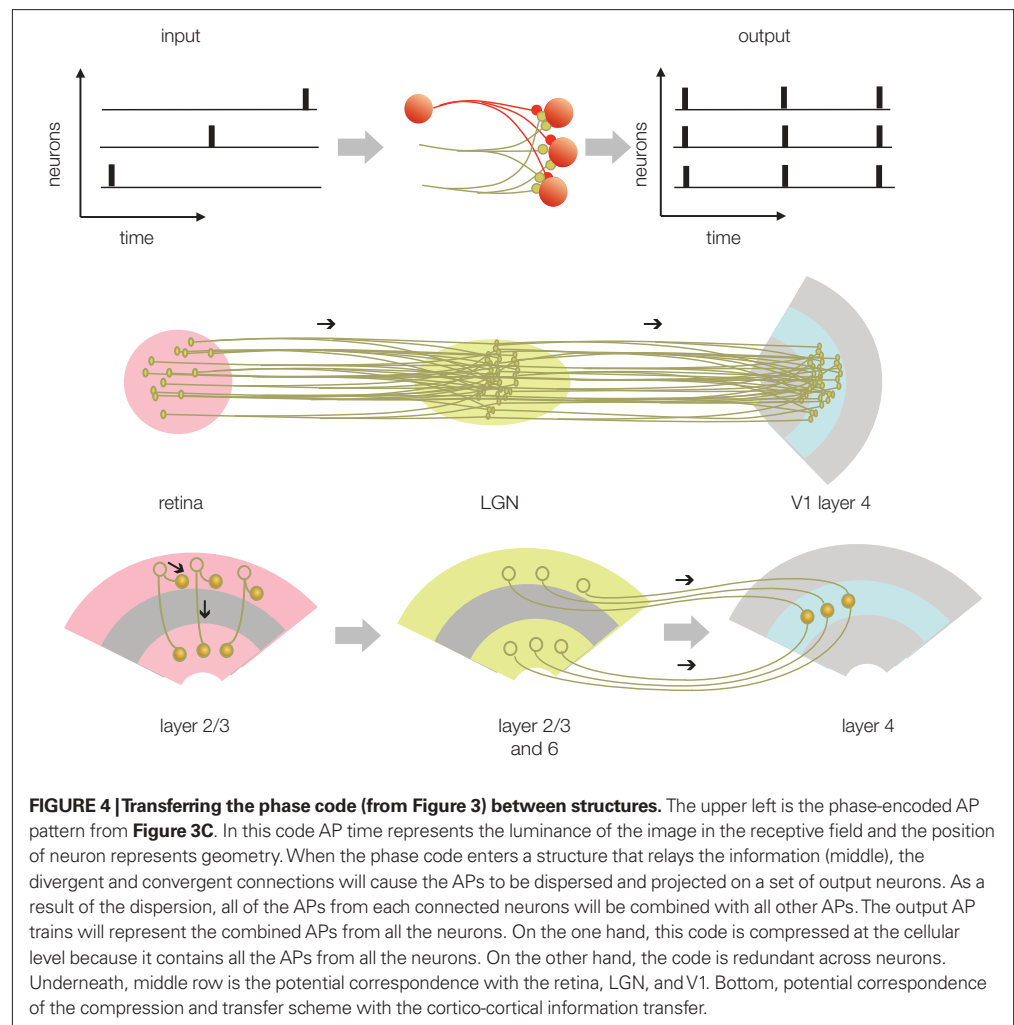 input
output
neurons
time
neurons
time
retina
LGN
V1 layer 4
layer 2/3
layer 2/3
and 6
layer 4
FIGURE 4 | Transferring the phase code (from Figure 3) between structures. The upper left is the phase-encoded AP
pattern from Figure 3C. In this code AP time represents the luminance of the image in the receptive field and the position
of neuron represents geometry. When the phase code enters a structure that relays the information (middle), the
divergent and convergent connections will cause the APs to be dispersed and projected on a set of output neurons. As a
result of the dispersion, all of the APs from each connected neurons will be combined with all other APs. The output AP
trains will represent the combined APs from all the neurons. On the one hand, this code is compressed at the cellular
level because it contains all the APs from all the neurons. On the other hand, the code is redundant across neurons.
Underneath, middle row is the potential correspondence with the retina, LGN, and V1. Bottom, potential correspondence
of the compression and transfer scheme with the cortico-cortical information transfer.